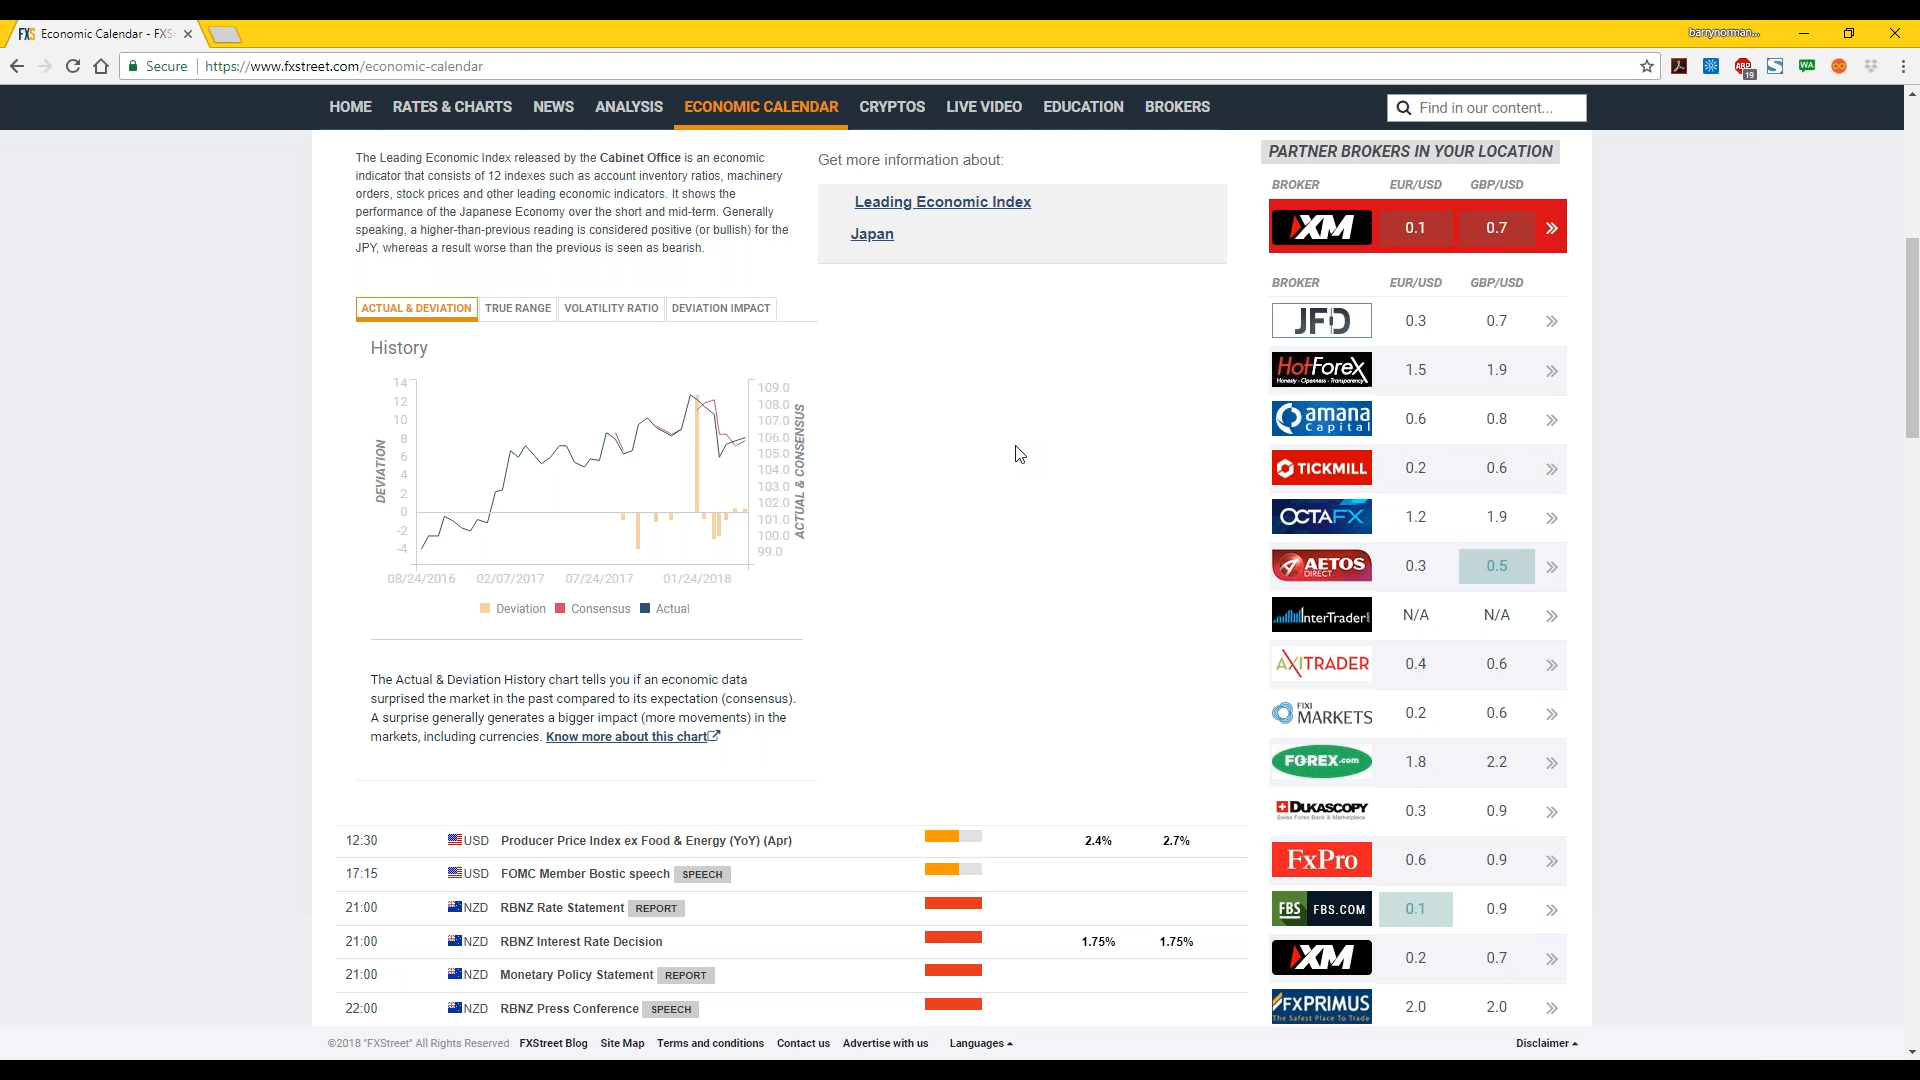 FXS Economic Calendar - FXS
barrynorman...
Secure https://www.fxstreet.com/economic-calendar
ABP 19 WA
HOME RATES & CHARTS NEWS ANALYSIS ECONOMIC CALENDAR CRYPTOS LIVE VIDEO EDUCATION BROKERS Find in our content...
The Leading Economic Index released by the Cabinet Office is an economic
indicator that consists of 12 indexes such as account inventory ratios, machinery
orders, stock prices and other leading economic indicators. It shows the
performance of the Japanese Economy over the short and mid-term. Generally
speaking, a higher-than-previous reading is considered positive (or bullish) for the
JPY, whereas a result worse than the previous is seen as bearish.
Get more information about:
Leading Economic Index
Japan
ACTUAL & DEVIATION TRUE RANGE VOLATILITY RATIO DEVIATION IMPACT
History
DEVIATION
14
12
10
8
6
4
2
0
-2
-4
109.0
108.0
107.0
106.0
105.0
104.0
103.0
102.0
101.0
100.0
99.0
ACTUAL & CONSENSUS
08/24/2016 02/07/2017 07/24/2017 01/24/2018
Deviation Consensus Actual
The Actual & Deviation History chart tells you if an economic data
surprised the market in the past compared to its expectation (consensus).
A surprise generally generates a bigger impact (more movements) in the
markets, including currencies. Know more about this chart
12:30 USD Producer Price Index ex Food & Energy (YoY) (Apr) 2.4% 2.7%
17:15 USD FOMC Member Bostic speech SPEECH
21:00 NZD RBNZ Rate Statement REPORT
21:00 NZD RBNZ Interest Rate Decision 1.75% 1.75%
21:00 NZD Monetary Policy Statement REPORT
22:00 NZD RBNZ Press Conference SPEECH
PARTNER BROKERS IN YOUR LOCATION
BROKER EUR/USD GBP/USD
XM 0.1 0.7
BROKER EUR/USD GBP/USD
JFD 0.3 0.7
HotForex Honesty - Openness - Transparency 1.5 1.9
amana Capital 0.6 0.8
TICKMILL 0.2 0.6
OCTAFX 1.2 1.9
AETOS DIRECT 0.3 0.5
InterTrader N/A N/A
AXITRADER 0.4 0.6
FIXI MARKETS 0.2 0.6
FOREX.com 1.8 2.2
DUKASCOPY Swiss Forex Bank & Marketplace 0.3 0.9
FxPro 0.6 0.9
FBS FBS.COM 0.1 0.9
XM 0.2 0.7
FXPRIMUS The Safest Place To Trade 2.0 2.0
©2018 "FXStreet" All Rights Reserved FXStreet Blog Site Map Terms and conditions Contact us Advertise with us Languages Disclaimer